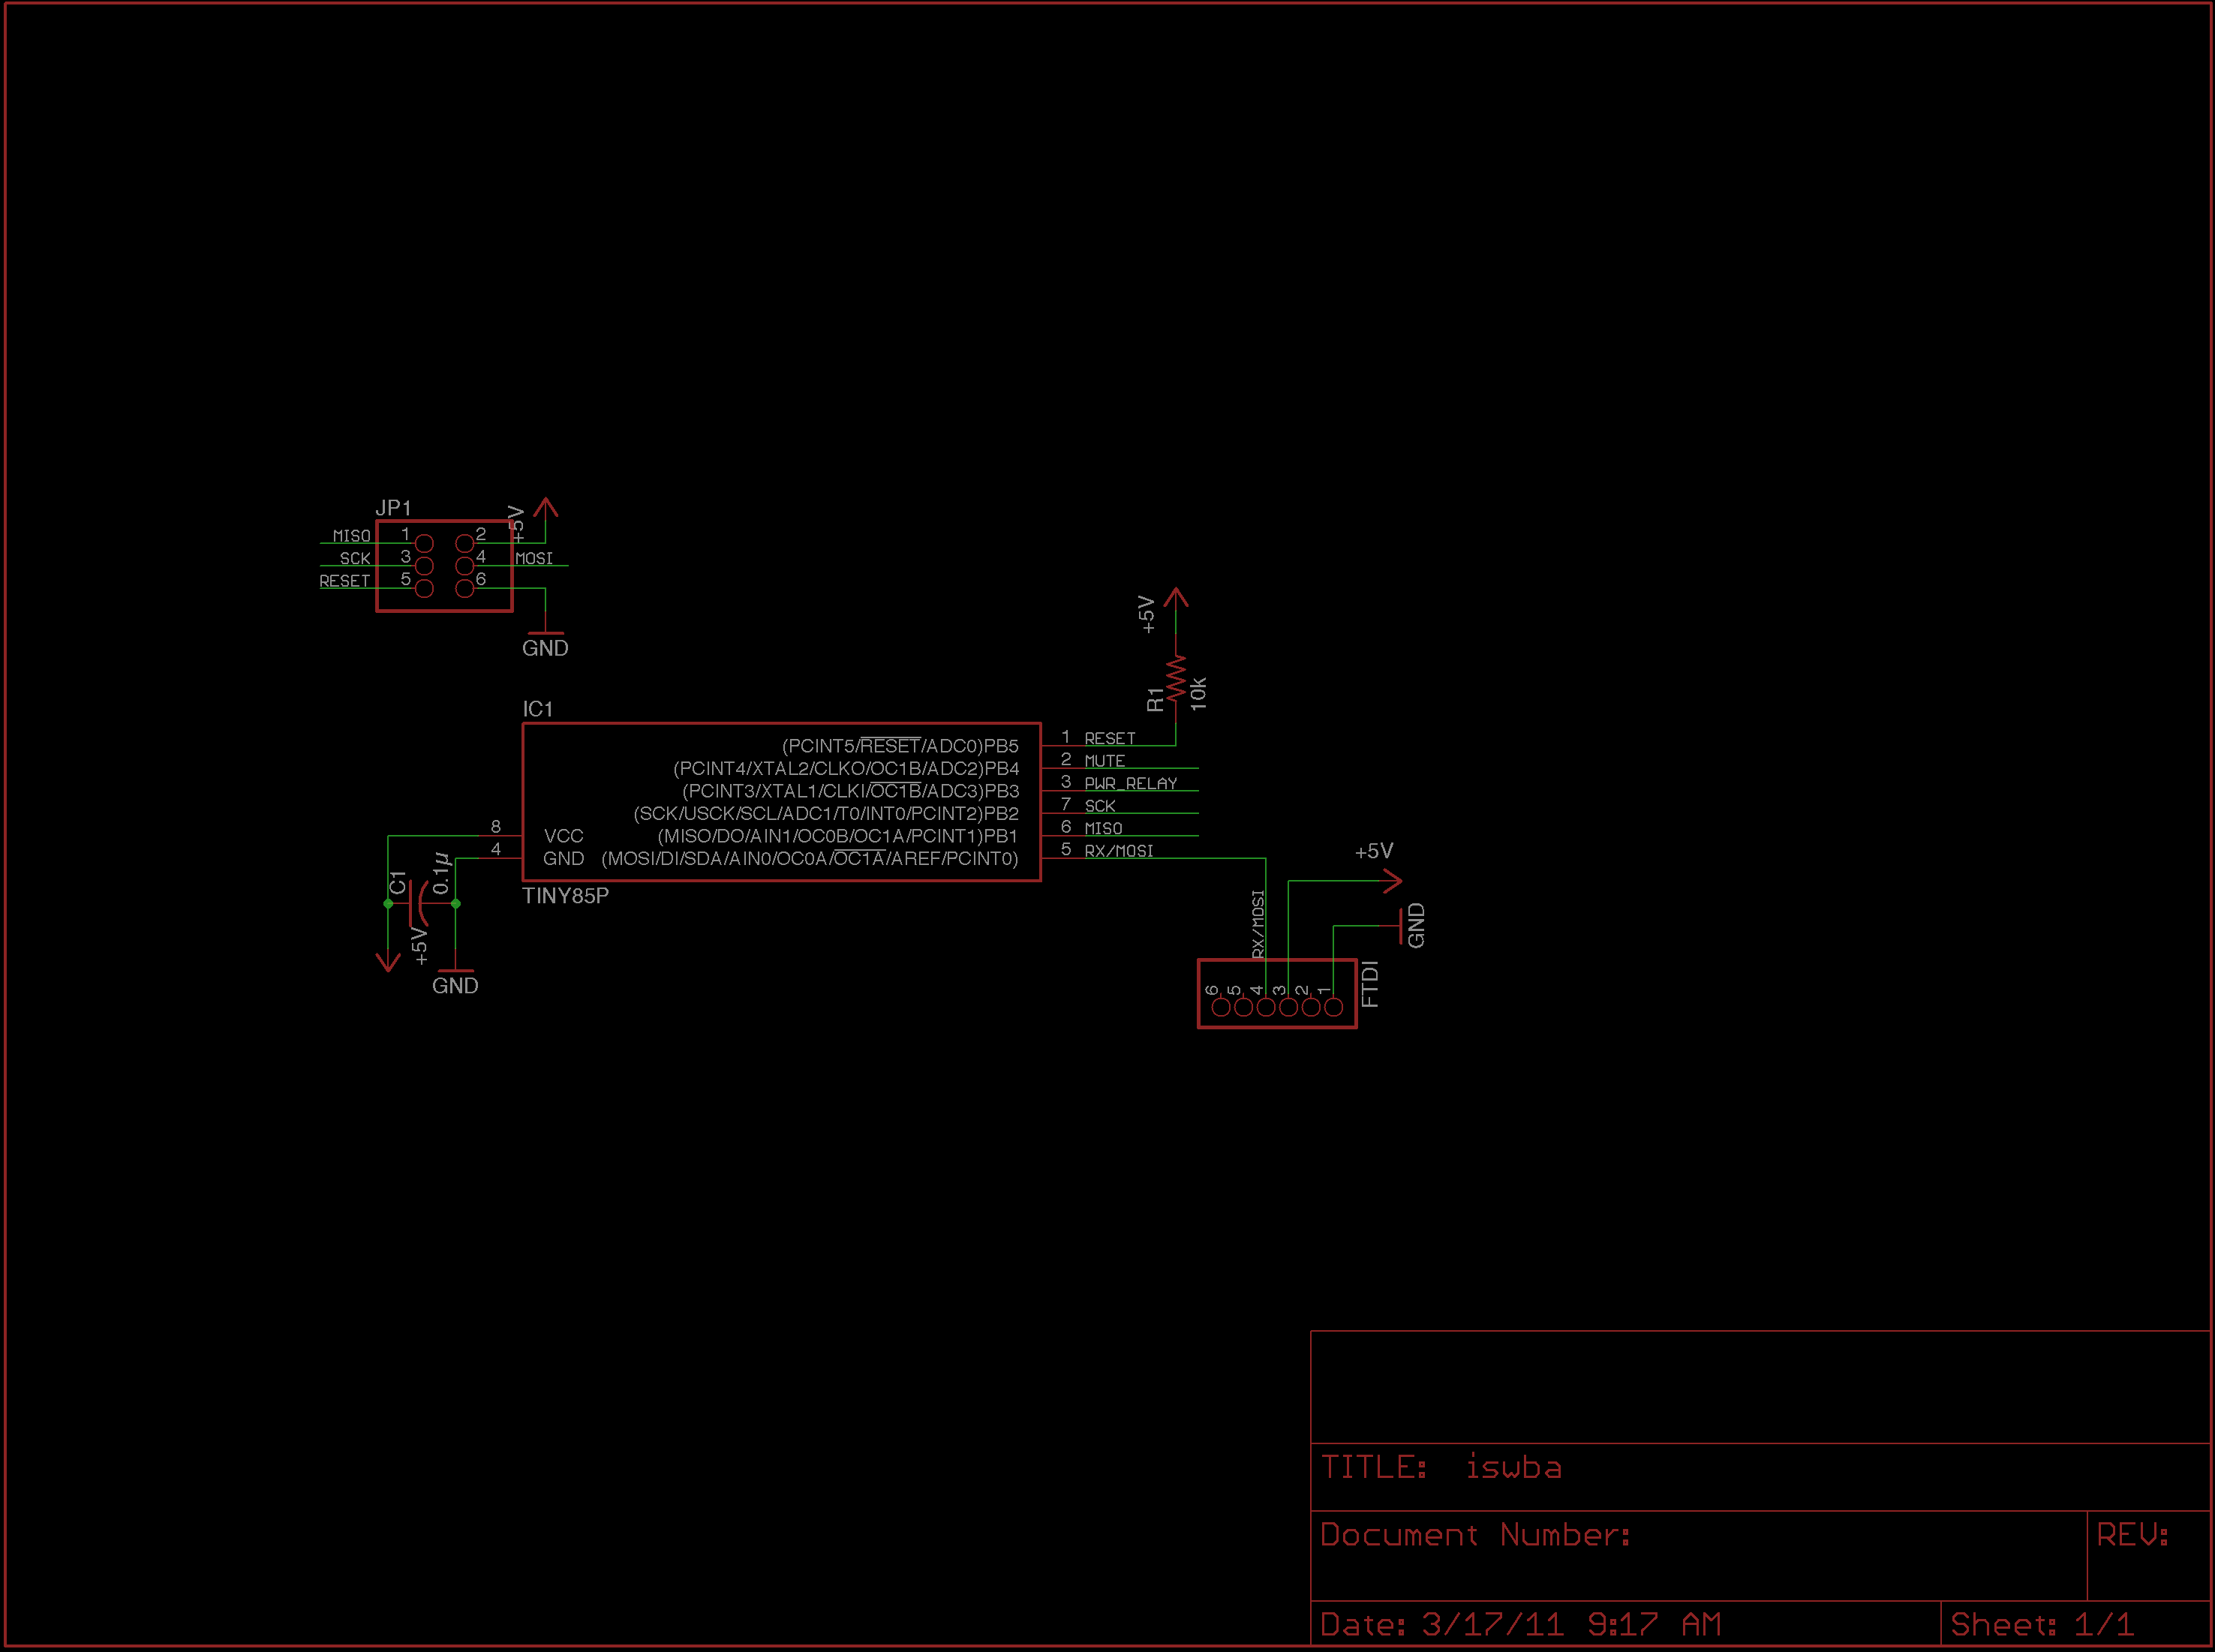 JP1
+5V
MISO 1 2
SCK 3 4 MOSI
RESET 5 6
GND
+5V
R1 10k
IC1
(PCINT5/RESET/ADC0)PB5 1 RESET
(PCINT4/XTAL2/CLKO/OC1B/ADC2)PB4 2 MUTE
(PCINT3/XTAL1/CLKI/OC1B/ADC3)PB3 3 PWR_RELAY
(SCK/USCK/SCL/ADC1/T0/INT0/PCINT2)PB2 7 SCK
8 VCC (MISO/DO/AIN1/OC0B/OC1A/PCINT1)PB1 6 MISO
4 GND (MOSI/DI/SDA/AIN0/OC0A/OC1A/AREF/PCINT0) 5 RX/MOSI
TINY85P
C1 0.1µ
+5V
GND
+5V
GND
RX/MOSI
FTDI
6 5 4 3 2 1
TITLE: iswba
Document Number:
REV:
Date: 3/17/11 9:17 AM
Sheet: 1/1